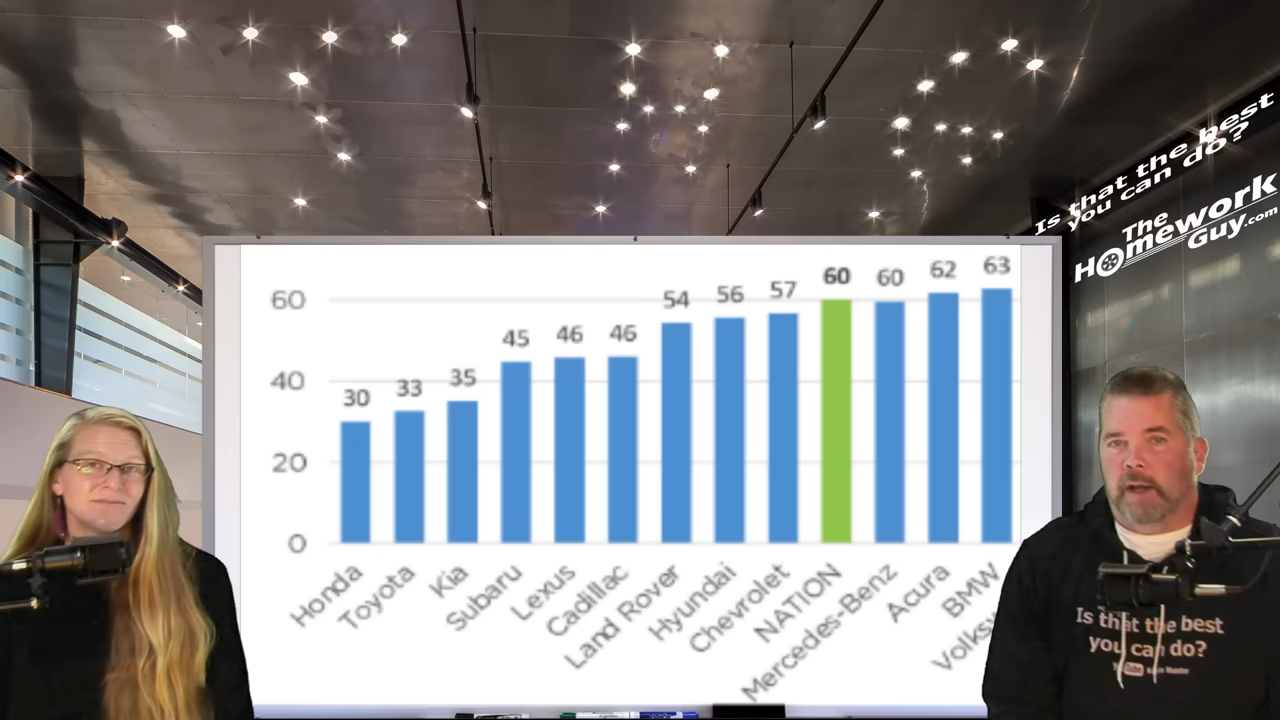 Is that the best
you can do?
The
Homework
Guy.com
60
40
20
0
30
33
35
45
46
46
54
56
57
60
60
62
63
Honda
Toyota
Kia
Subaru
Lexus
Cadillac
Land Rover
Hyundai
Chevrolet
NATION
Mercedes-Benz
Acura
BMW
Is that the best
you can do?